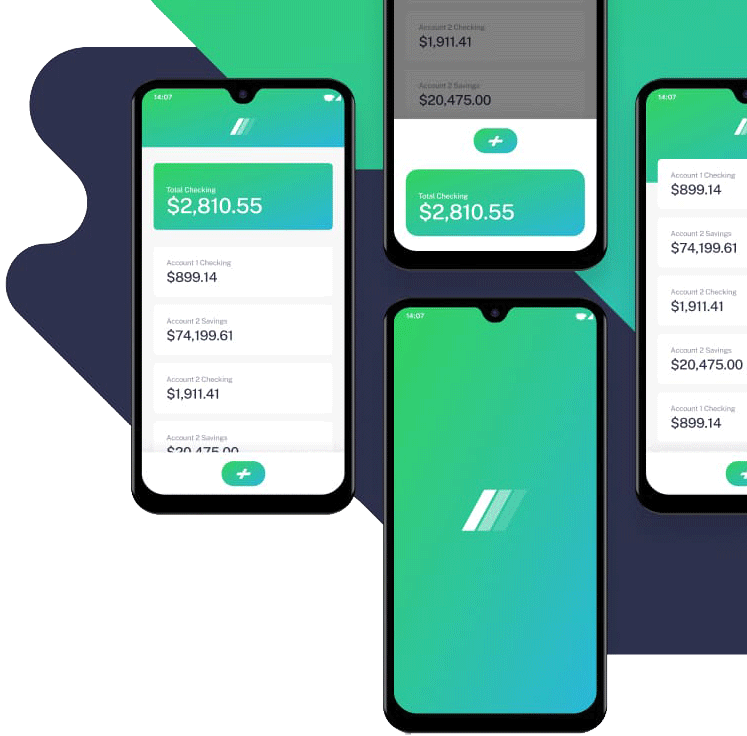 14:07
Total Checking
$2,810.55
Account 1 Checking
$899.14
Account 2 Savings
$74,199.61
Account 2 Checking
$1,911.41
Account 2 Savings
$20,475.00
Account 2 Checking
$1,911.41
Account 2 Savings
$20,475.00
Total Checking
$2,810.55
14:07
14:07
Account 1 Checking
$899.14
Account 2 Savings
$74,199.61
Account 2 Checking
$1,911.41
Account 2 Savings
$20,475.00
Account 1 Checking
$899.14